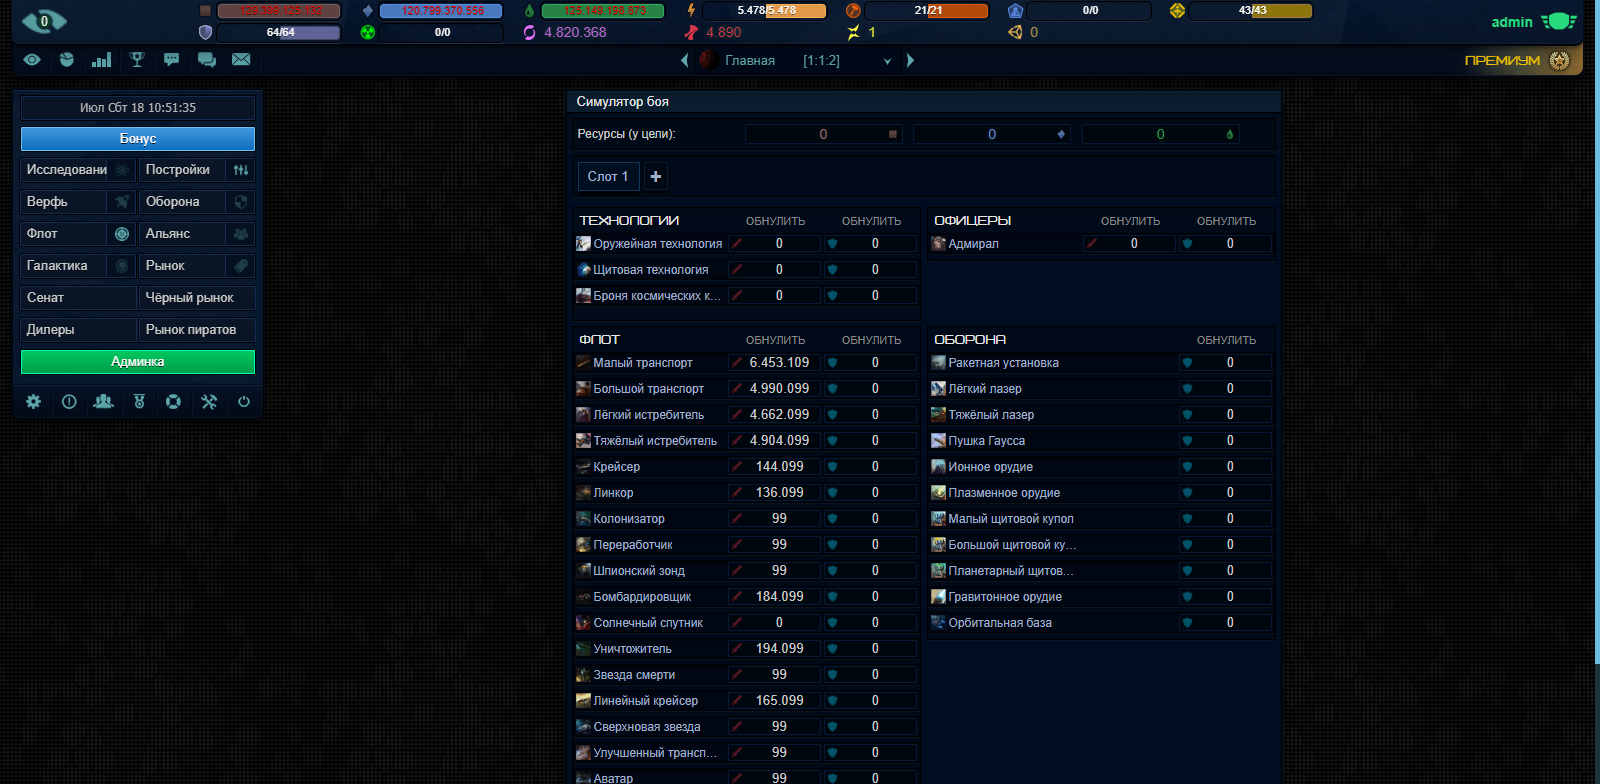 0
129.399.125.132
120.799.370.556
125.149.198.873
5.478/5.478
21/21
0/0
43/43
64/64
0/0
4.820.368
4.890
1
0
admin
Главная [1:1:2]
ПРЕМИУМ
Июл Сбт 18 10:51:35
Бонус
Исследовани Постройки
Верфь Оборона
Флот Альянс
Галактика Рынок
Сенат Чёрный рынок
Дилеры Рынок пиратов
Админка
Симулятор боя
Ресурсы (у цели): 0 0 0
Слот 1 +
ТЕХНОЛОГИИ ОБНУЛИТЬ ОБНУЛИТЬ
Оружейная технология 0 0
Щитовая технология 0 0
Броня космических к... 0 0
ОФИЦЕРЫ ОБНУЛИТЬ ОБНУЛИТЬ
Адмирал 0 0
ФЛОТ ОБНУЛИТЬ ОБНУЛИТЬ
Малый транспорт 6.453.109 0
Большой транспорт 4.990.099 0
Лёгкий истребитель 4.662.099 0
Тяжёлый истребитель 4.904.099 0
Крейсер 144.099 0
Линкор 136.099 0
Колонизатор 99 0
Переработчик 99 0
Шпионский зонд 99 0
Бомбардировщик 184.099 0
Солнечный спутник 0 0
Уничтожитель 194.099 0
Звезда смерти 99 0
Линейный крейсер 165.099 0
Сверхновая звезда 99 0
Улучшенный трансп... 99 0
Аватар 99 0
ОБОРОНА ОБНУЛИТЬ
Ракетная установка 0
Лёгкий лазер 0
Тяжёлый лазер 0
Пушка Гаусса 0
Ионное орудие 0
Плазменное орудие 0
Малый щитовой купол 0
Большой щитовой ку... 0
Планетарный щитов... 0
Гравитонное орудие 0
Орбитальная база 0